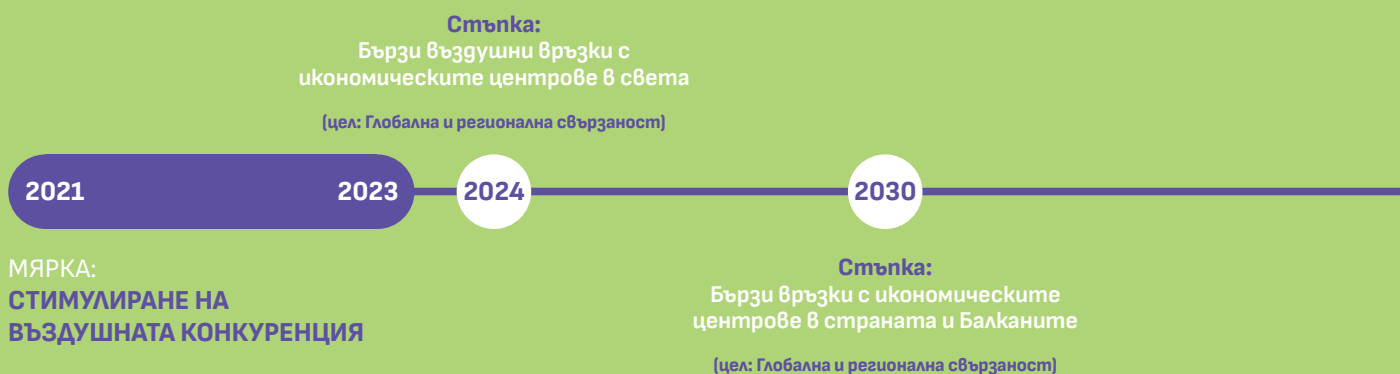 Стъпка:
Бързи въздушни връзки с
икономическите центрове в света
(цел: Глобална и регионална свързаност)
2021
2023
2024
2030
МЯРКА:
СТИМУЛИРАНЕ НА
ВЪЗДУШНАТА КОНКУРЕНЦИЯ
Стъпка:
Бързи връзки с икономическите
центрове в страната и Балканите
(цел: Глобална и регионална свързаност)